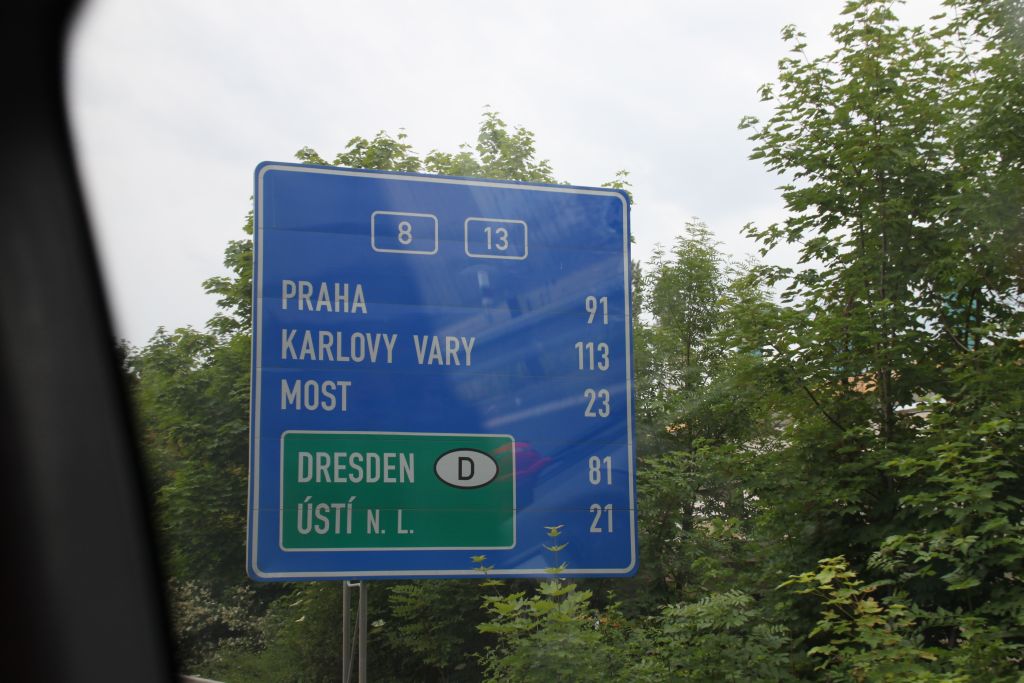 8 13
PRAHA 91
KARLOVY VARY 113
MOST 23
DRESDEN D 81
ÚSTÍ N. L. 21